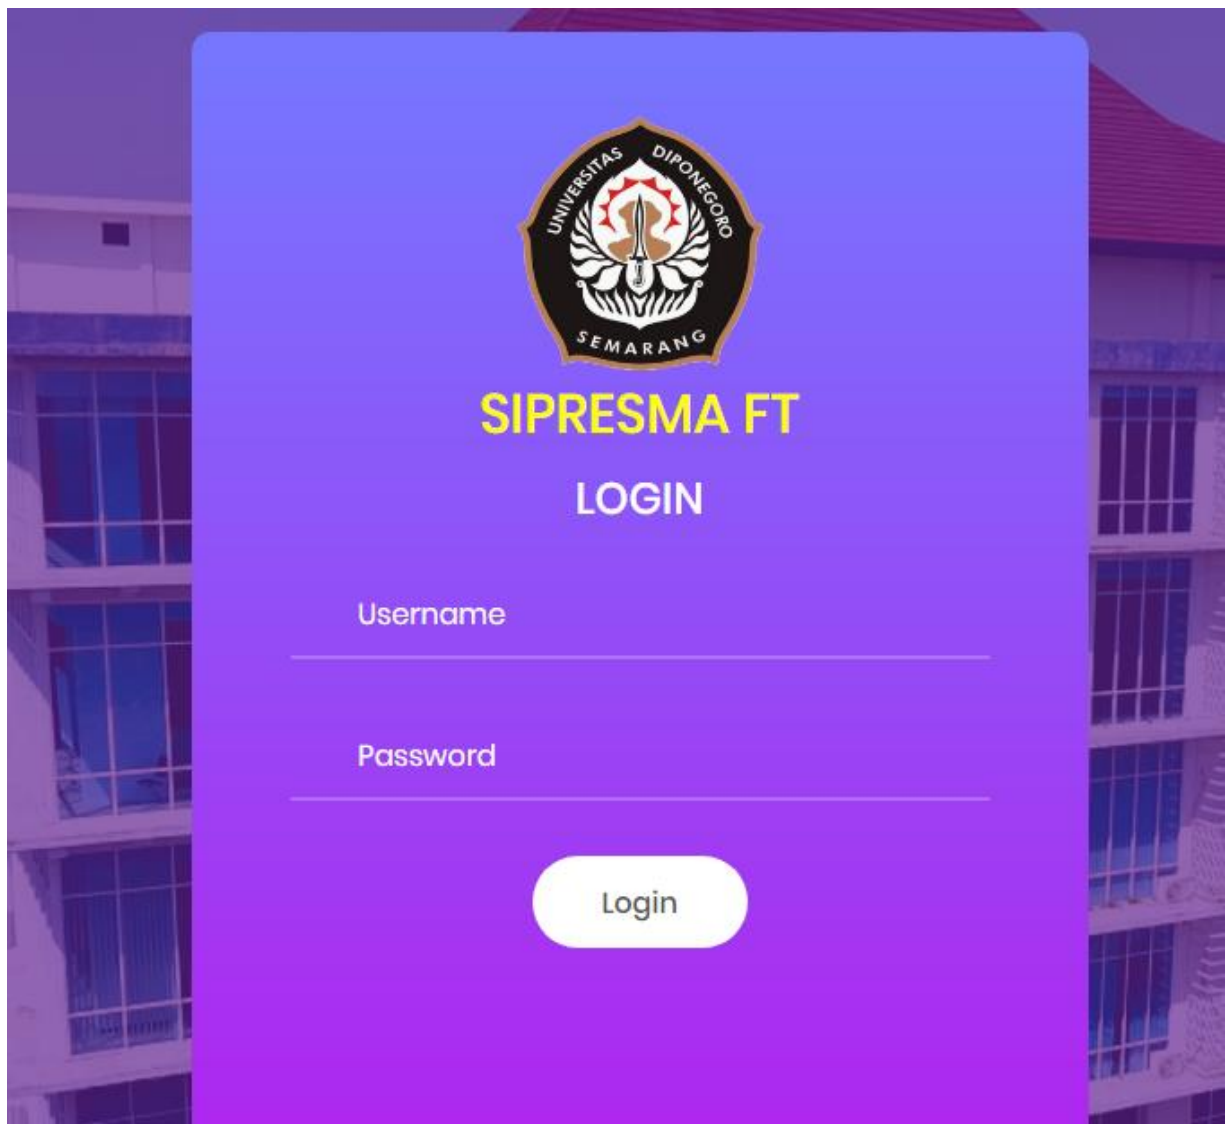 UNIVERSITAS DIPONEGORO
SEMARANG
SIPRESMA FT
LOGIN
Username
Password
Login